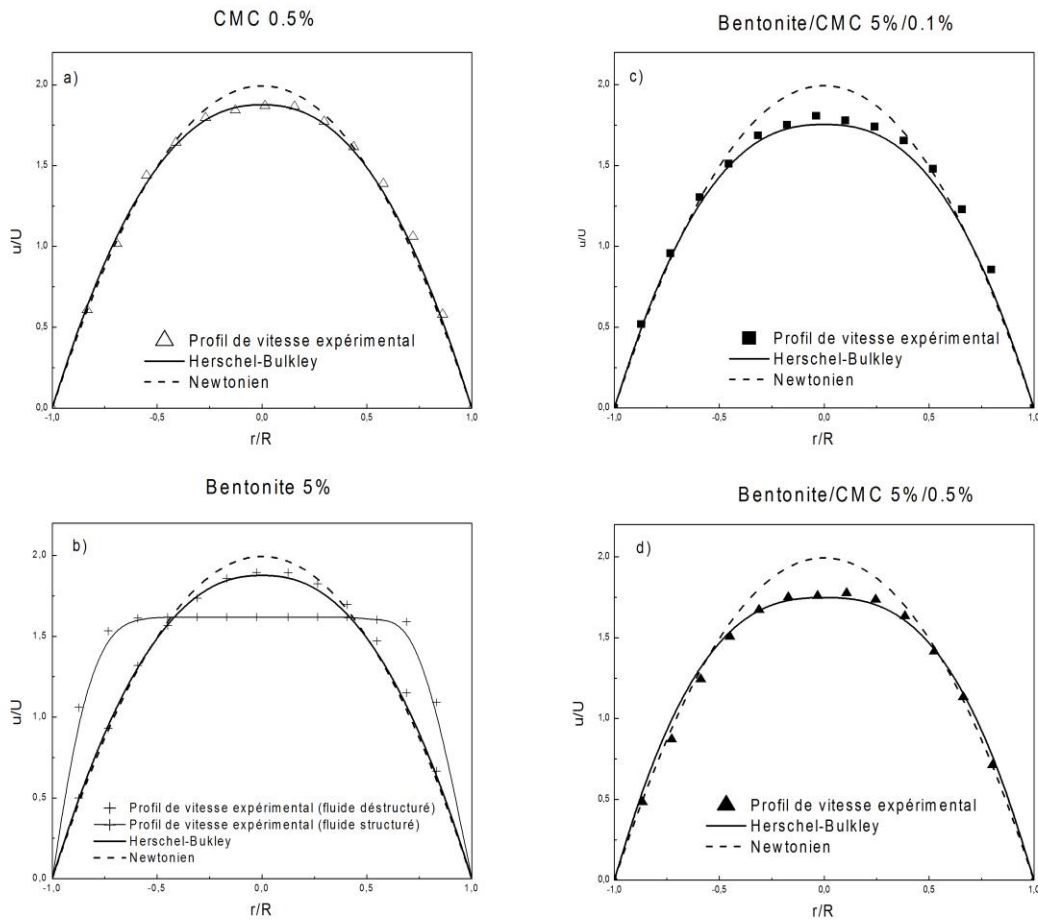 CMC 0.5%
a)
2,0
1,5
1,0
0,5
0,0
u/U
-1,0 -0,5 0,0 0,5 1,0
r/R
Profil de vitesse expérimental
Herschel-Bulkley
Newtonien
Bentonite/CMC 5%/0.1%
c)
2,0
1,5
1,0
0,5
0,0
u/U
-1,0 -0,5 0,0 0,5 1,0
r/R
Profil de vitesse expérimental
Herschel-Bulkley
Newtonien
Bentonite 5%
b)
2,0
1,5
1,0
0,5
0,0
u/U
-1,0 -0,5 0,0 0,5 1,0
r/R
Profil de vitesse expérimental (fluide déstructuré)
Profil de vitesse expérimental (fluide structuré)
Herschel-Bukley
Newtonien
Bentonite/CMC 5%/0.5%
d)
2,0
1,5
1,0
0,5
0,0
u/U
-1,0 -0,5 0,0 0,5 1,0
r/R
Profil de vitesse expérimental
Herschel-Bulkley
Newtonien